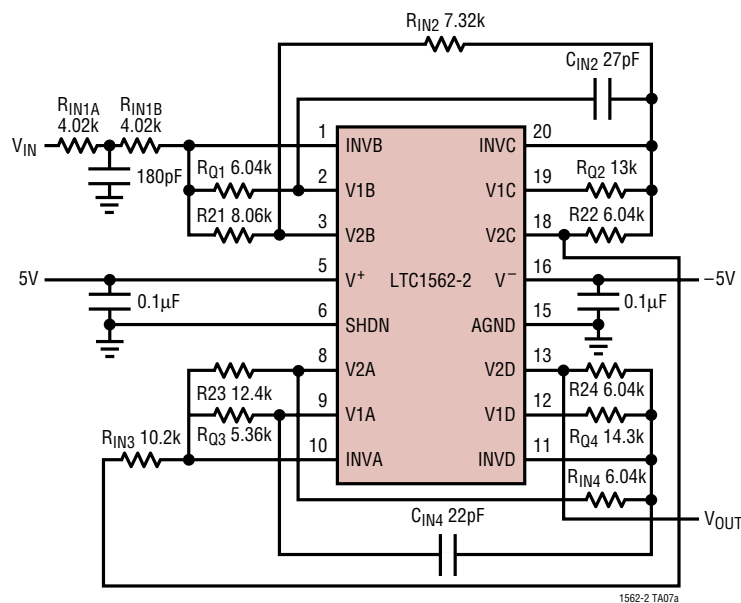 RIN2 7.32k
CIN2 27pF
RIN1A
4.02k
RIN1B
4.02k
VIN
180pF
RQ1 6.04k
R21 8.06k
1 INVB
2 V1B
3 V2B
5 V+
6 SHDN
8 V2A
9 V1A
10 INVA
LTC1562-2
INVC 20
V1C 19
V2C 18
V− 16
AGND 15
V2D 13
V1D 12
INVD 11
RQ2 13k
R22 6.04k
5V
0.1µF
−5V
0.1µF
R23 12.4k
RQ3 5.36k
RIN3 10.2k
R24 6.04k
RQ4 14.3k
RIN4 6.04k
CIN4 22pF
VOUT
1562-2 TA07a